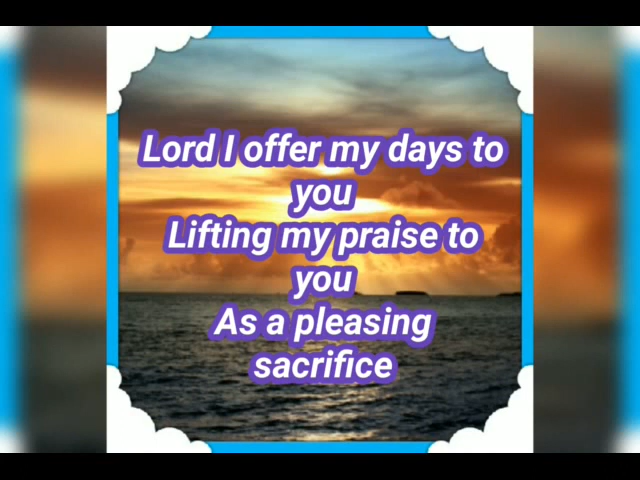 Lord I offer my days to
you
Lifting my praise to
you
As a pleasing
sacrifice